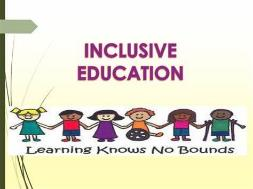 INCLUSIVE
EDUCATION
Learning Knows No Bounds